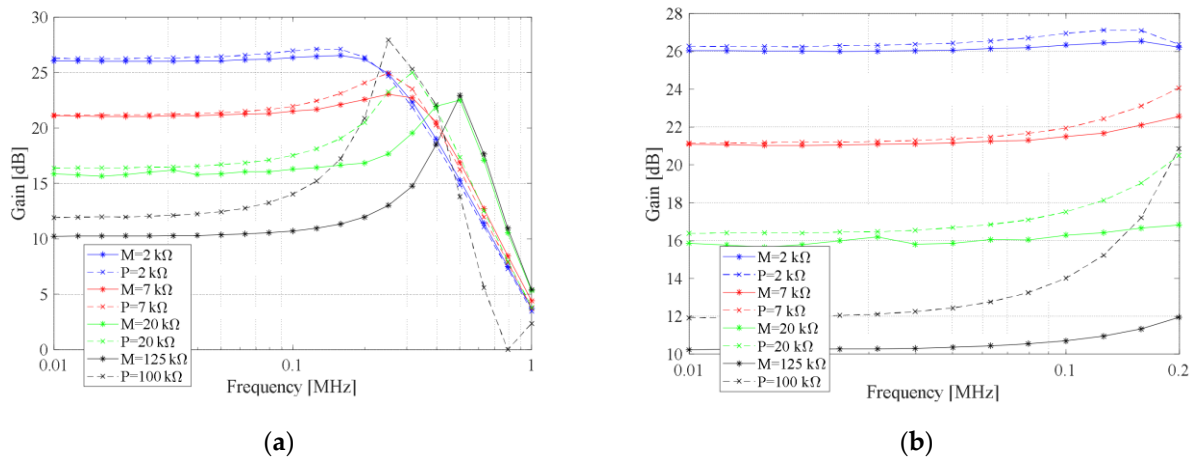 30
25
20
15
10
5
0
Gain [dB]
M=2 kΩ
P=2 kΩ
M=7 kΩ
P=7 kΩ
M=20 kΩ
P=20 kΩ
M=125 kΩ
P=100 kΩ
0.01
0.1
1
Frequency [MHz]
(a)
28
26
24
22
20
18
16
14
12
10
Gain [dB]
M=2 kΩ
P=2 kΩ
M=7 kΩ
P=7 kΩ
M=20 kΩ
P=20 kΩ
M=125 kΩ
P=100 kΩ
0.01
0.1
0.2
Frequency [MHz]
(b)